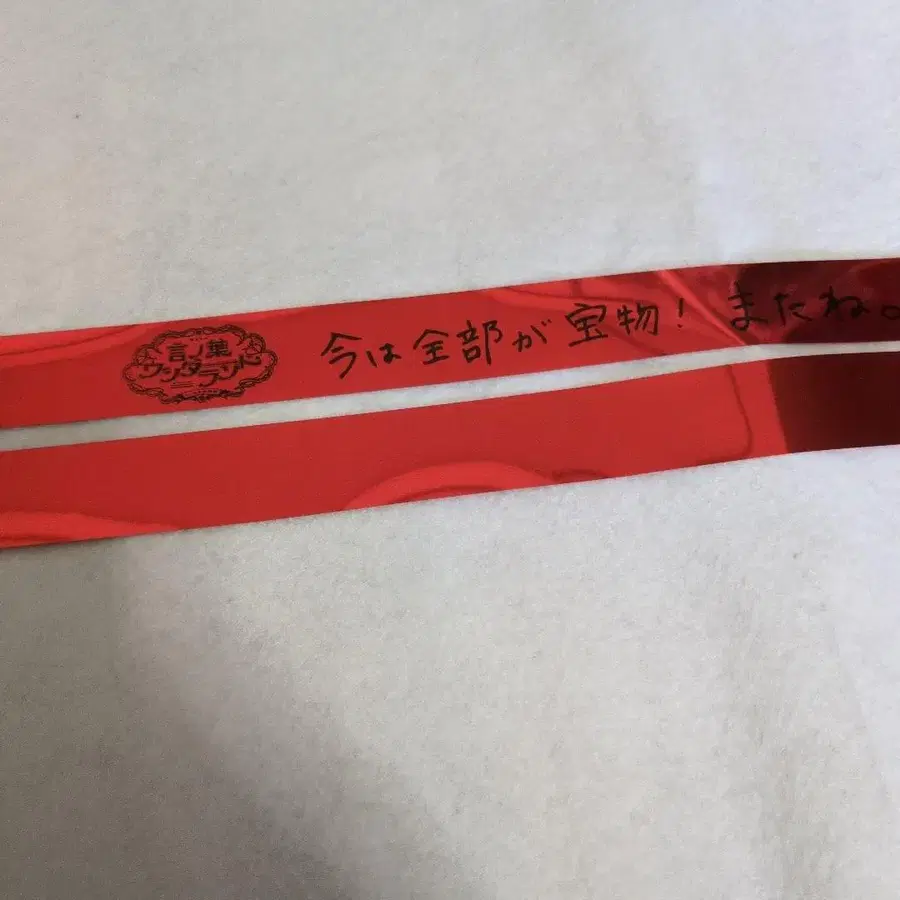 言ノ葉
ワンダーランド
今は全部が宝物！またね。